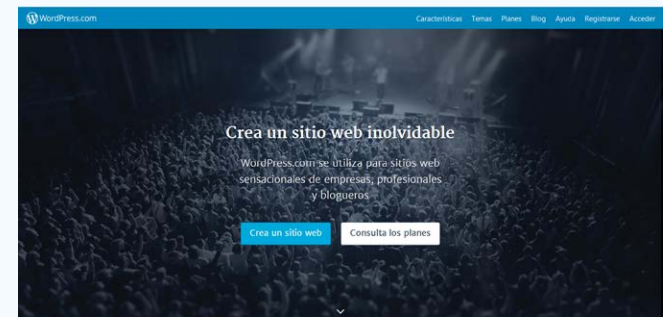 WordPress.com Características Temas Planes Blog Ayuda Registrarse Acceder
Crea un sitio web inolvidable
WordPress.com se utiliza para sitios web
sensacionales de empresas, profesionales
y blogueros
Crea un sitio web Consulta los planes